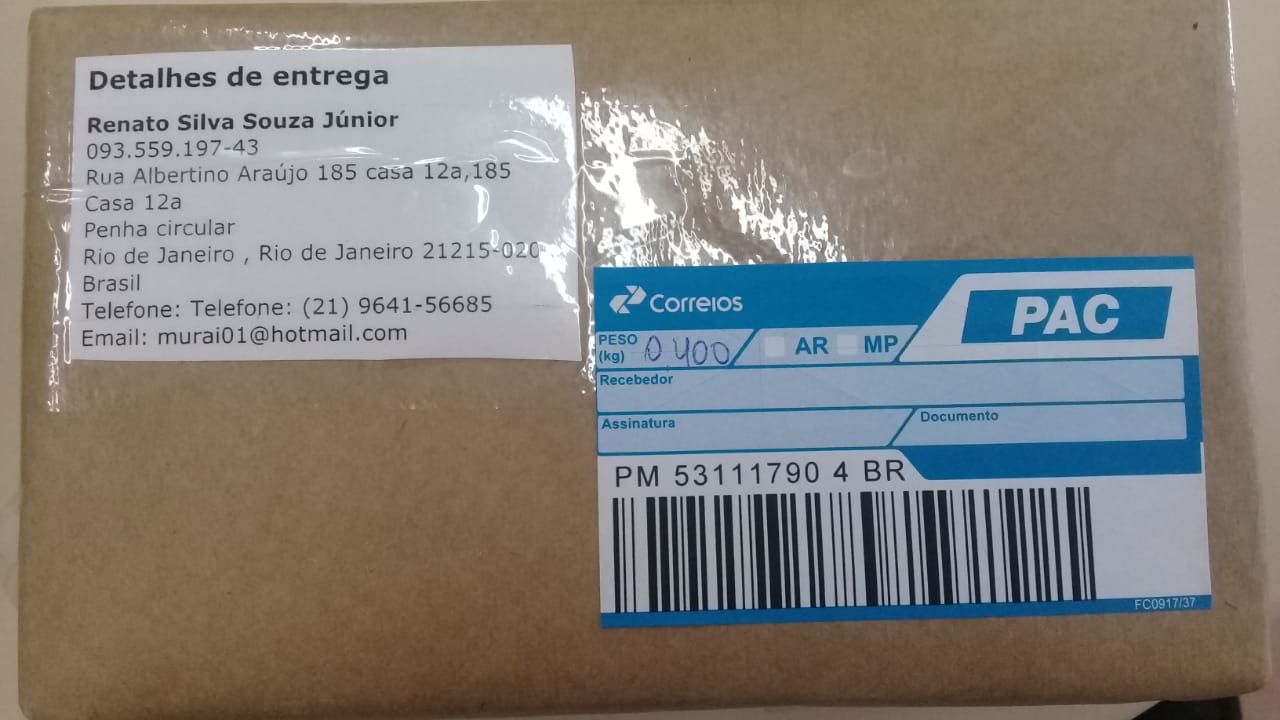 Detalhes de entrega
Renato Silva Souza Júnior
093.559.197-43
Rua Albertino Araújo 185 casa 12a,185
Casa 12a
Penha circular
Rio de Janeiro , Rio de Janeiro 21215-020
Brasil
Telefone: Telefone: (21) 9641-56685
Email: murai01@hotmail.com
Correios
PAC
PESO (kg) 0,400 AR MP
Recebedor
Assinatura Documento
PM 53111790 4 BR
FC0917/37